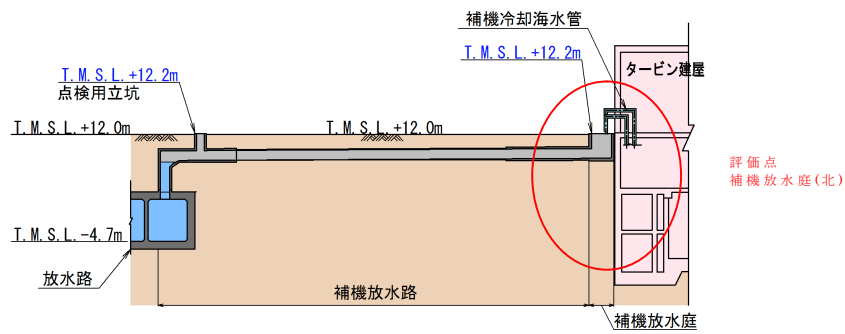 補機冷却海水管
T.M.S.L.+12.2m
T.M.S.L.+12.2m
タービン建屋
点検用立坑
T.M.S.L.+12.0m
T.M.S.L.+12.0m
評価点
補機放水庭(北)
T.M.S.L.-4.7m
放水路
補機放水路
補機放水庭